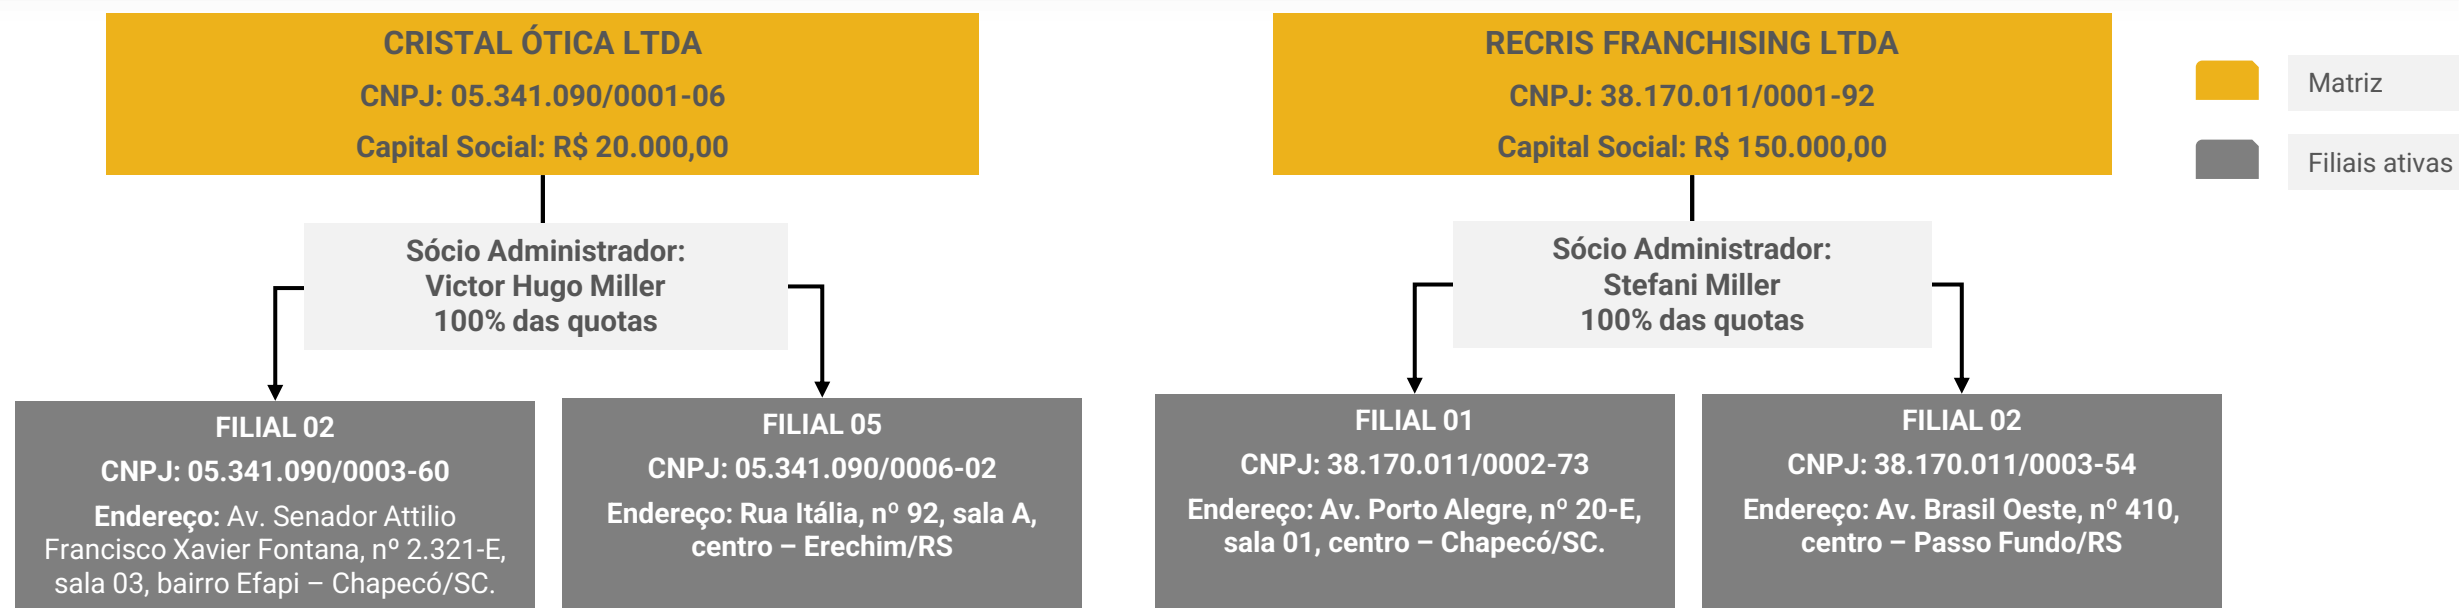 CRISTAL ÓTICA LTDA
CNPJ: 05.341.090/0001-06
Capital Social: R$ 20.000,00
Sócio Administrador:
Victor Hugo Miller
100% das quotas
FILIAL 02
CNPJ: 05.341.090/0003-60
Endereço: Av. Senador Attilio
Francisco Xavier Fontana, nº 2.321-E,
sala 03, bairro Efapi – Chapecó/SC.
FILIAL 05
CNPJ: 05.341.090/0006-02
Endereço: Rua Itália, nº 92, sala A,
centro – Erechim/RS
RECRIS FRANCHISING LTDA
CNPJ: 38.170.011/0001-92
Capital Social: R$ 150.000,00
Sócio Administrador:
Stefani Miller
100% das quotas
FILIAL 01
CNPJ: 38.170.011/0002-73
Endereço: Av. Porto Alegre, nº 20-E,
sala 01, centro – Chapecó/SC.
FILIAL 02
CNPJ: 38.170.011/0003-54
Endereço: Av. Brasil Oeste, nº 410,
centro – Passo Fundo/RS
Matriz
Filiais ativas